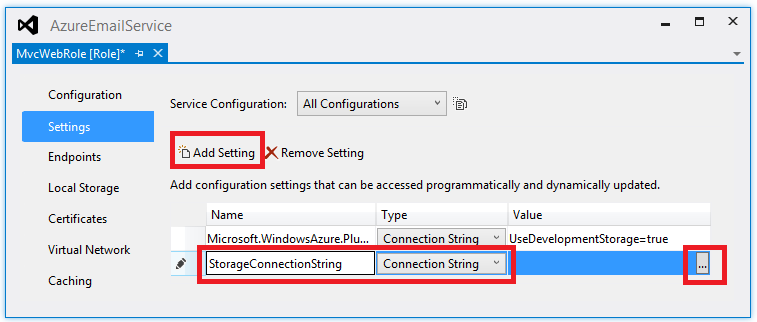 AzureEmailService
MvcWebRole [Role]*
Configuration
Settings
Endpoints
Local Storage
Certificates
Virtual Network
Caching
Service Configuration: All Configurations
Add Setting Remove Setting
Add configuration settings that can be accessed programmatically and dynamically updated.
Name Type Value
Microsoft.WindowsAzure.Plu... Connection String UseDevelopmentStorage=true
StorageConnectionString Connection String ...